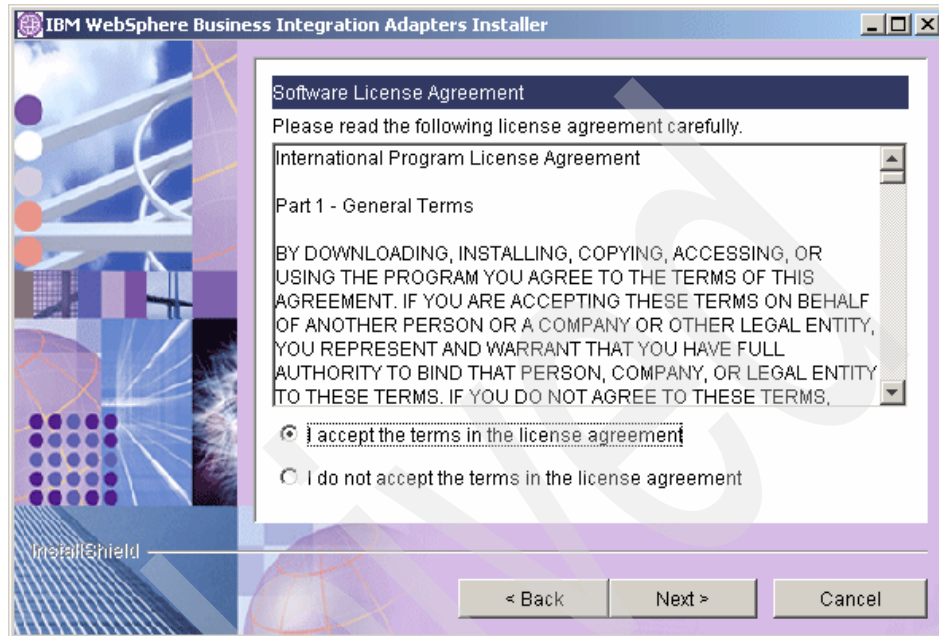 IBM WebSphere Business Integration Adapters Installer
Software License Agreement
Please read the following license agreement carefully.
International Program License Agreement
Part 1 - General Terms
BY DOWNLOADING, INSTALLING, COPYING, ACCESSING, OR
USING THE PROGRAM YOU AGREE TO THE TERMS OF THIS
AGREEMENT. IF YOU ARE ACCEPTING THESE TERMS ON BEHALF
OF ANOTHER PERSON OR A COMPANY OR OTHER LEGAL ENTITY,
YOU REPRESENT AND WARRANT THAT YOU HAVE FULL
AUTHORITY TO BIND THAT PERSON, COMPANY, OR LEGAL ENTITY
TO THESE TERMS. IF YOU DO NOT AGREE TO THESE TERMS,
I accept the terms in the license agreement
I do not accept the terms in the license agreement
InstallShield
< Back
Next >
Cancel